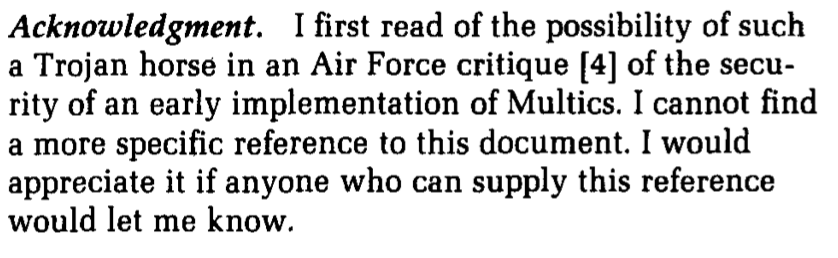 Acknowledgment. I first read of the possibility of such
a Trojan horse in an Air Force critique [4] of the secu-
rity of an early implementation of Multics. I cannot find
a more specific reference to this document. I would
appreciate it if anyone who can supply this reference
would let me know.